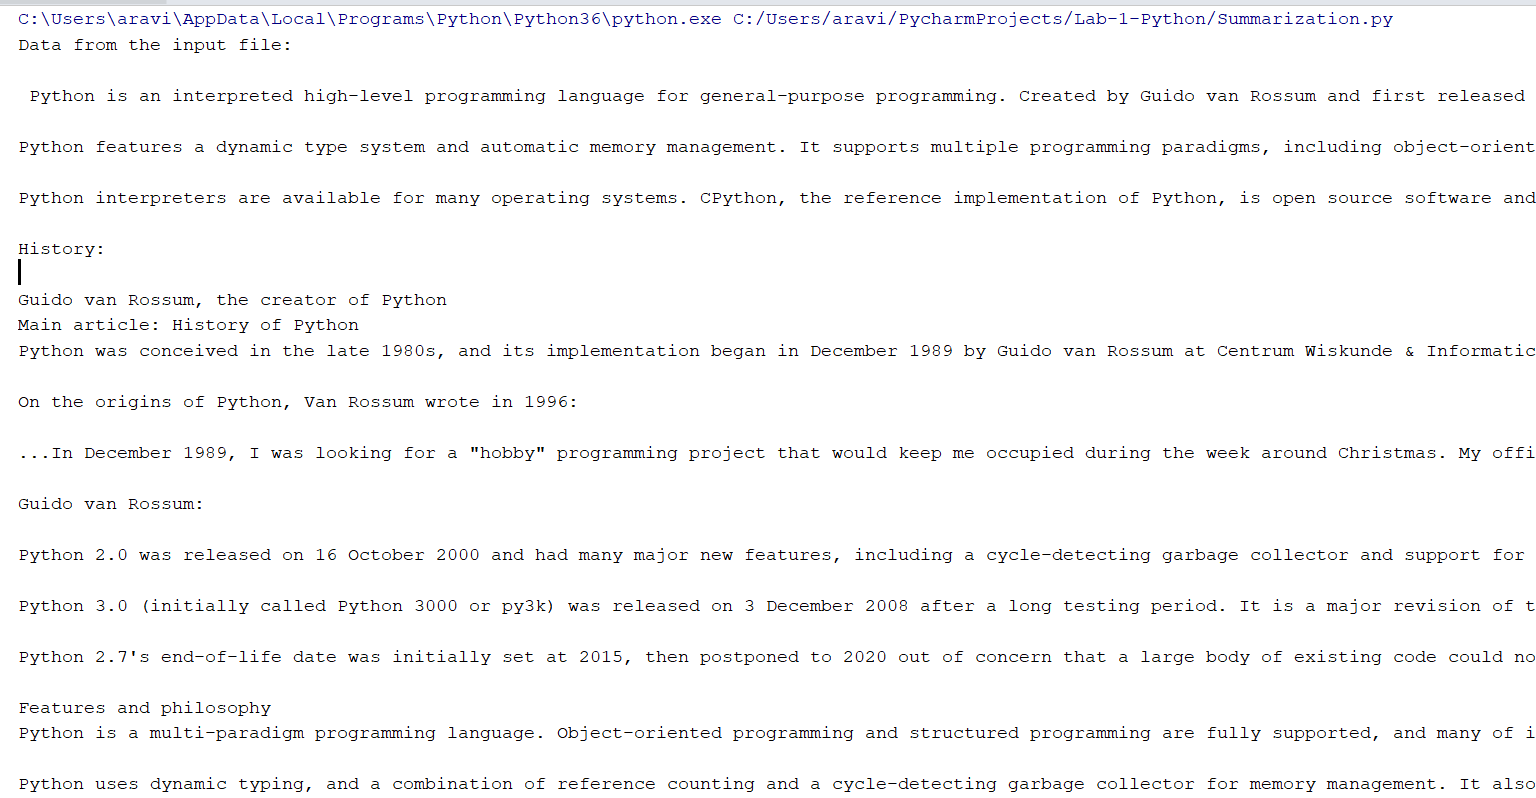 C:\Users\aravi\AppData\Local\Programs\Python\Python36\python.exe C:/Users/aravi/PycharmProjects/Lab-1-Python/Summarization.py
Data from the input file:
Python is an interpreted high-level programming language for general-purpose programming. Created by Guido van Rossum and first released
Python features a dynamic type system and automatic memory management. It supports multiple programming paradigms, including object-orient
Python interpreters are available for many operating systems. CPython, the reference implementation of Python, is open source software and
History:
Guido van Rossum, the creator of Python
Main article: History of Python
Python was conceived in the late 1980s, and its implementation began in December 1989 by Guido van Rossum at Centrum Wiskunde & Informatic
On the origins of Python, Van Rossum wrote in 1996:
...In December 1989, I was looking for a "hobby" programming project that would keep me occupied during the week around Christmas. My offi
Guido van Rossum:
Python 2.0 was released on 16 October 2000 and had many major new features, including a cycle-detecting garbage collector and support for
Python 3.0 (initially called Python 3000 or py3k) was released on 3 December 2008 after a long testing period. It is a major revision of t
Python 2.7's end-of-life date was initially set at 2015, then postponed to 2020 out of concern that a large body of existing code could no
Features and philosophy
Python is a multi-paradigm programming language. Object-oriented programming and structured programming are fully supported, and many of i
Python uses dynamic typing, and a combination of reference counting and a cycle-detecting garbage collector for memory management. It also